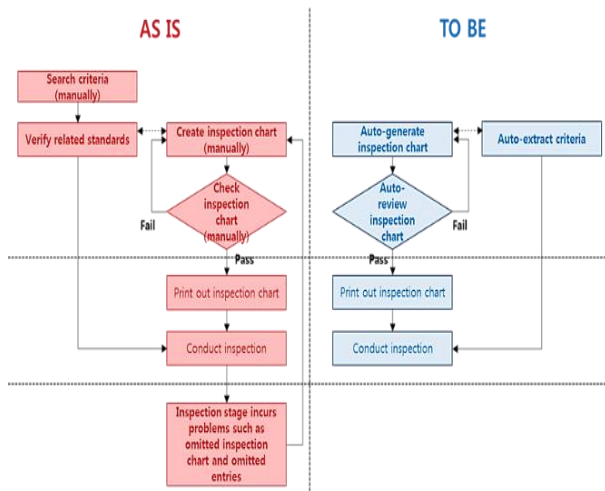 AS IS
Search criteria
(manually)
Verify related standards
Create inspection chart
(manually)
Check
inspection
chart
(manually)
Fail
Pass
Print out inspection chart
Conduct inspection
Inspection stage incurs
problems such as
omitted inspection
chart and omitted
entries
TO BE
Auto-generate
inspection chart
Auto-extract criteria
Auto-
review
inspection
chart
Fail
Pass
Print out inspection chart
Conduct inspection